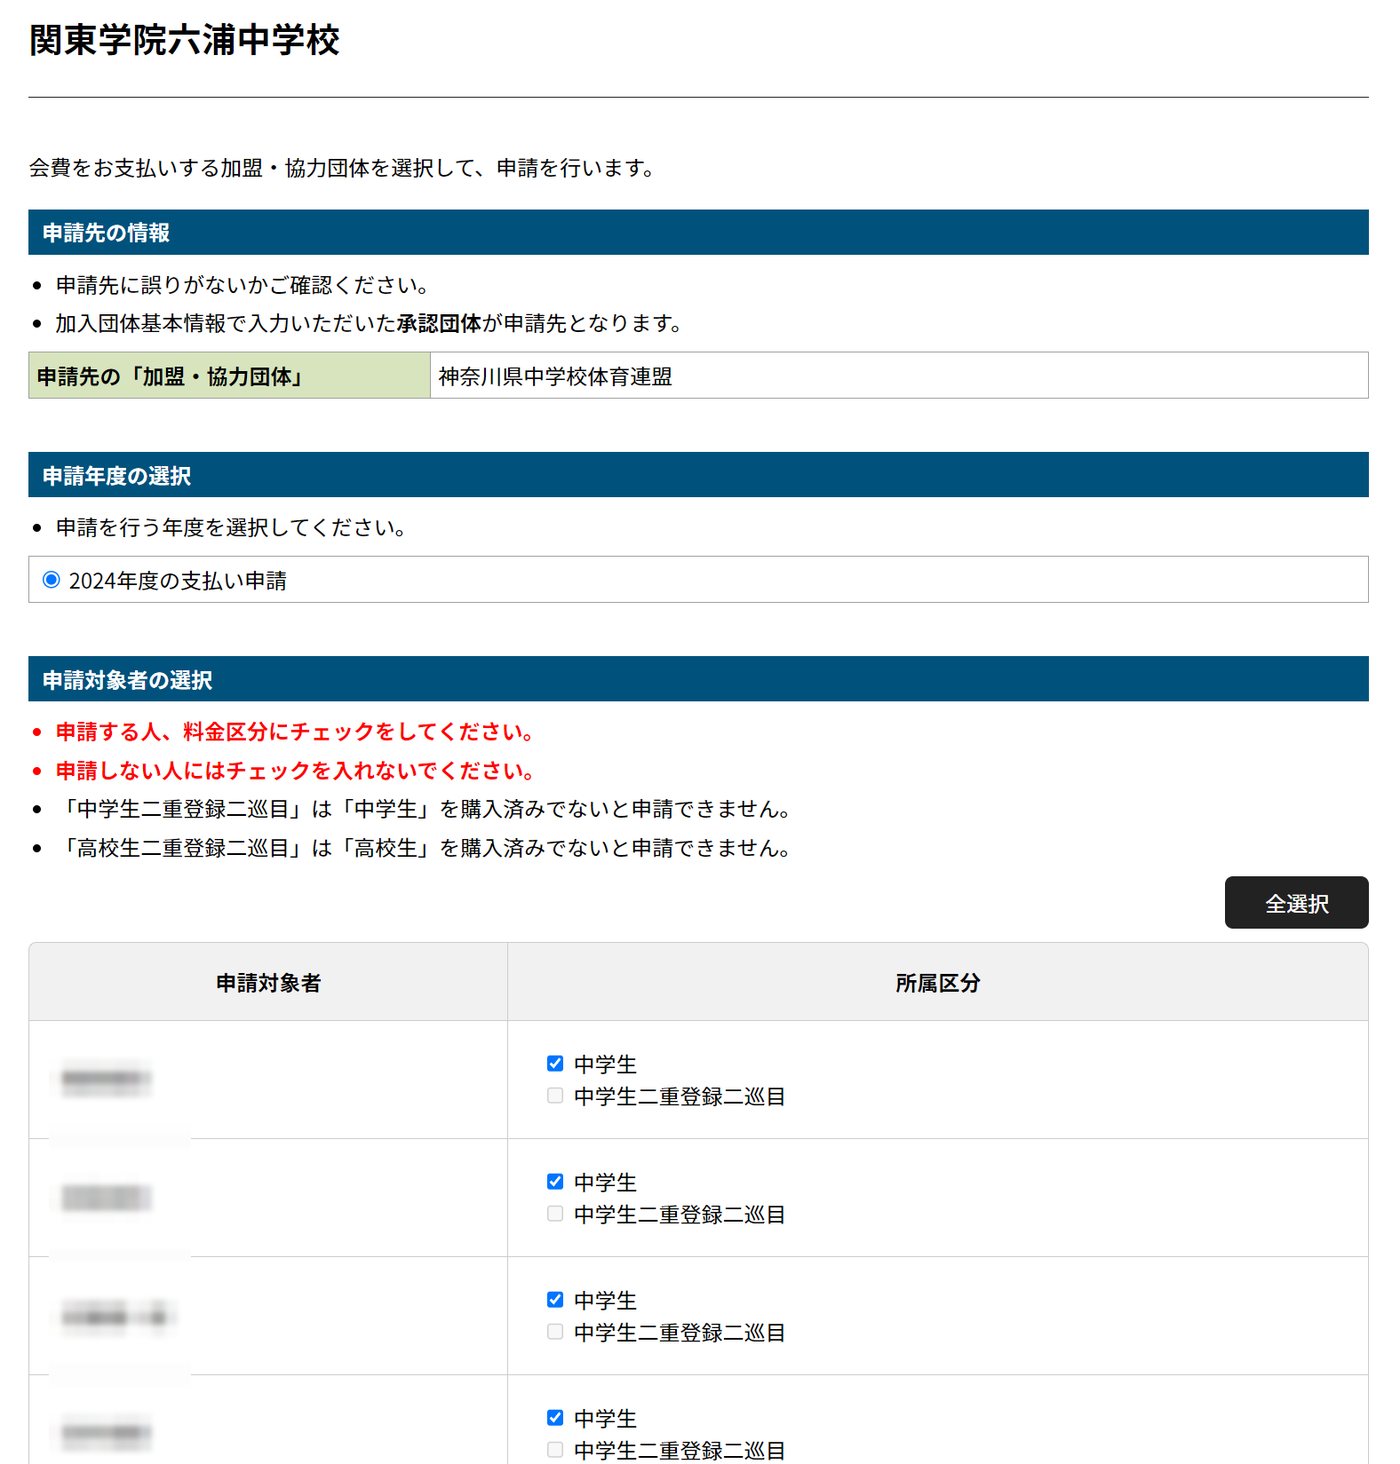 関東学院六浦中学校
会費をお支払いする加盟・協力団体を選択して、申請を行います。
申請先の情報
申請先に誤りがないかご確認ください。
加入団体基本情報で入力いただいた承認団体が申請先となります。
申請先の「加盟・協力団体」 神奈川県中学校体育連盟
申請年度の選択
申請を行う年度を選択してください。
2024年度の支払い申請
申請対象者の選択
申請する人、料金区分にチェックをしてください。
申請しない人にはチェックを入れないでください。
「中学生二重登録二巡目」は「中学生」を購入済みでないと申請できません。
「高校生二重登録二巡目」は「高校生」を購入済みでないと申請できません。
全選択
申請対象者 所属区分
中学生
中学生二重登録二巡目
中学生
中学生二重登録二巡目
中学生
中学生二重登録二巡目
中学生
中学生二重登録二巡目